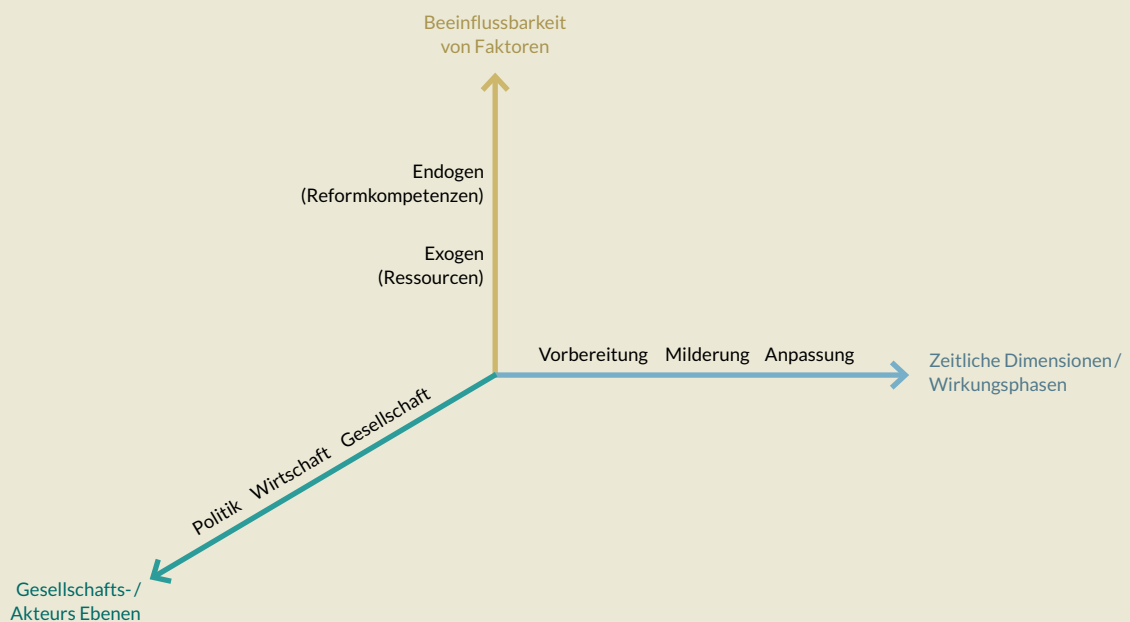 Beeinflussbarkeit
von Faktoren
Endogen
(Reformkompetenzen)
Exogen
(Ressourcen)
Vorbereitung Milderung Anpassung
Zeitliche Dimensionen /
Wirkungsphasen
Politik Wirtschaft Gesellschaft
Gesellschafts- /
Akteurs Ebenen